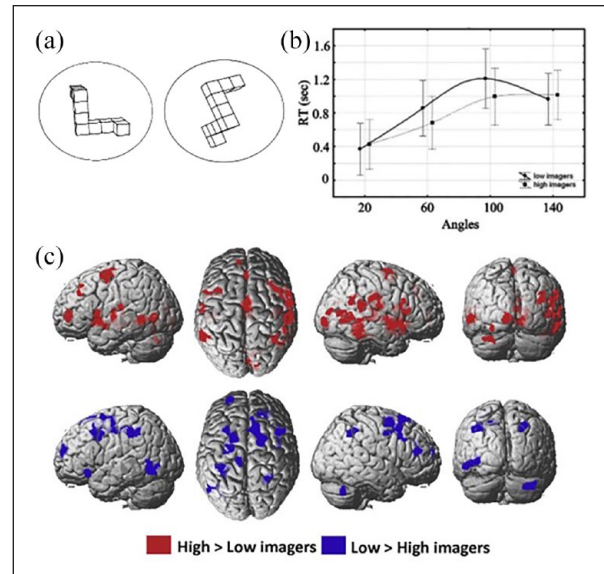 (a)
(b)
1.6
1.2
0.8
0.4
0
RT (sec)
low imagers
high imagers
20
60
100
140
Angles
(c)
High > Low imagers
Low > High imagers